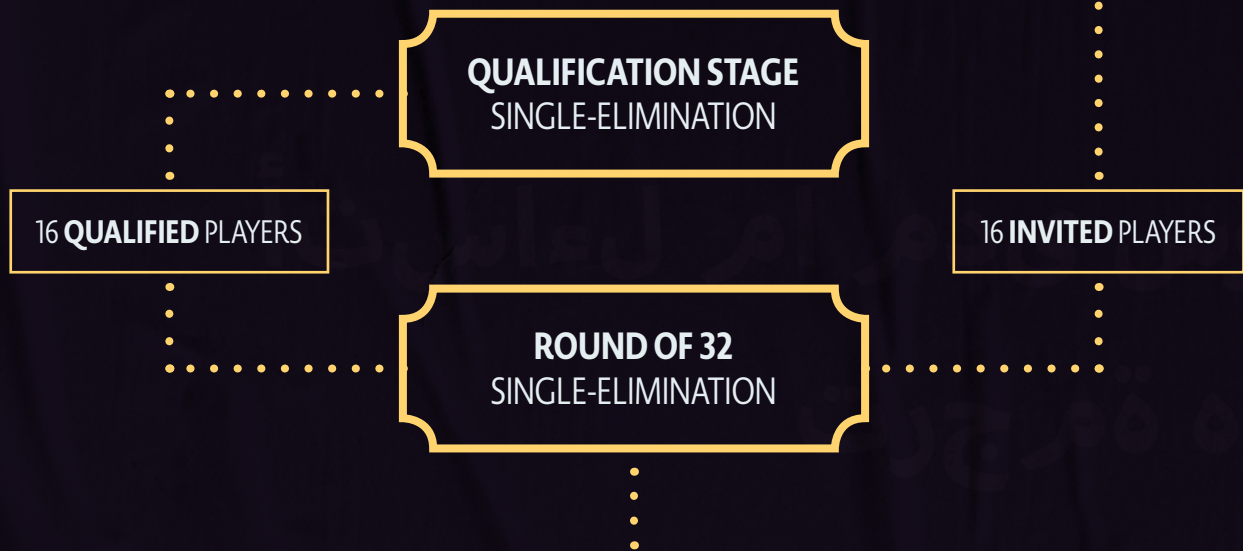 QUALIFICATION STAGE
SINGLE-ELIMINATION
16 QUALIFIED PLAYERS
16 INVITED PLAYERS
ROUND OF 32
SINGLE-ELIMINATION